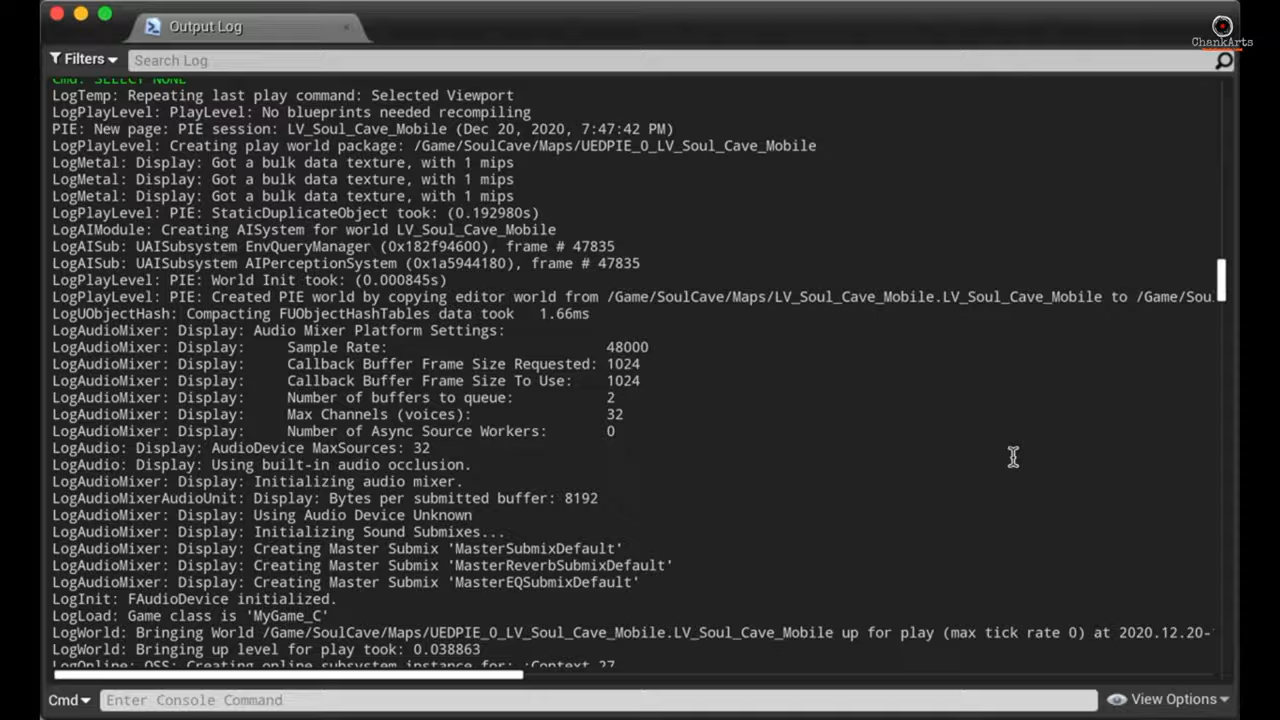 Output Log
ChankArts
Filters
Search Log
Cmd: SELECT NONE
LogTemp: Repeating last play command: Selected Viewport
LogPlayLevel: PlayLevel: No blueprints needed recompiling
PIE: New page: PIE session: LV_Soul_Cave_Mobile (Dec 20, 2020, 7:47:42 PM)
LogPlayLevel: Creating play world package: /Game/SoulCave/Maps/UEDPIE_0_LV_Soul_Cave_Mobile
LogMetal: Display: Got a bulk data texture, with 1 mips
LogMetal: Display: Got a bulk data texture, with 1 mips
LogMetal: Display: Got a bulk data texture, with 1 mips
LogPlayLevel: PIE: StaticDuplicateObject took: (0.192980s)
LogAIModule: Creating AISystem for world LV_Soul_Cave_Mobile
LogAISub: UAISubsystem EnvQueryManager (0x182f94600), frame # 47835
LogAISub: UAISubsystem AIPerceptionSystem (0x1a5944180), frame # 47835
LogPlayLevel: PIE: World Init took: (0.000845s)
LogPlayLevel: PIE: Created PIE world by copying editor world from /Game/SoulCave/Maps/LV_Soul_Cave_Mobile.LV_Soul_Cave_Mobile to /Game/Sou
LogUObjectHash: Compacting FUObjectHashTables data took   1.66ms
LogAudioMixer: Display: Audio Mixer Platform Settings:
LogAudioMixer: Display:     Sample Rate:                          48000
LogAudioMixer: Display:     Callback Buffer Frame Size Requested: 1024
LogAudioMixer: Display:     Callback Buffer Frame Size To Use:    1024
LogAudioMixer: Display:     Number of buffers to queue:           2
LogAudioMixer: Display:     Max Channels (voices):                32
LogAudioMixer: Display:     Number of Async Source Workers:       0
LogAudio: Display: AudioDevice MaxSources: 32
LogAudio: Display: Using built-in audio occlusion.
LogAudioMixer: Display: Initializing audio mixer.
LogAudioMixerAudioUnit: Display: Bytes per submitted buffer: 8192
LogAudioMixer: Display: Using Audio Device Unknown
LogAudioMixer: Display: Initializing Sound Submixes...
LogAudioMixer: Display: Creating Master Submix 'MasterSubmixDefault'
LogAudioMixer: Display: Creating Master Submix 'MasterReverbSubmixDefault'
LogAudioMixer: Display: Creating Master Submix 'MasterEQSubmixDefault'
LogInit: FAudioDevice initialized.
LogLoad: Game class is 'MyGame_C'
LogWorld: Bringing World /Game/SoulCave/Maps/UEDPIE_0_LV_Soul_Cave_Mobile.LV_Soul_Cave_Mobile up for play (max tick rate 0) at 2020.12.20-
LogWorld: Bringing up level for play took: 0.038863
LogOnline: OSS: Creating online subsystem instance for: :Context_27
Cmd
Enter Console Command
View Options